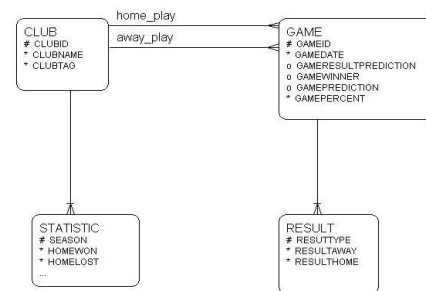 home_play
away_play
CLUB
# CLUBID
* CLUBNAME
* CLUBTAG
GAME
# GAMEID
* GAMEDATE
o GAMERESULTPREDICTION
o GAMEWINNER
o GAMEPREDICTION
* GAMEPERCENT
STATISTIC
# SEASON
* HOMEWON
* HOMELOST
...
RESULT
# RESUTTYPE
* RESULTAWAY
* RESULTHOME